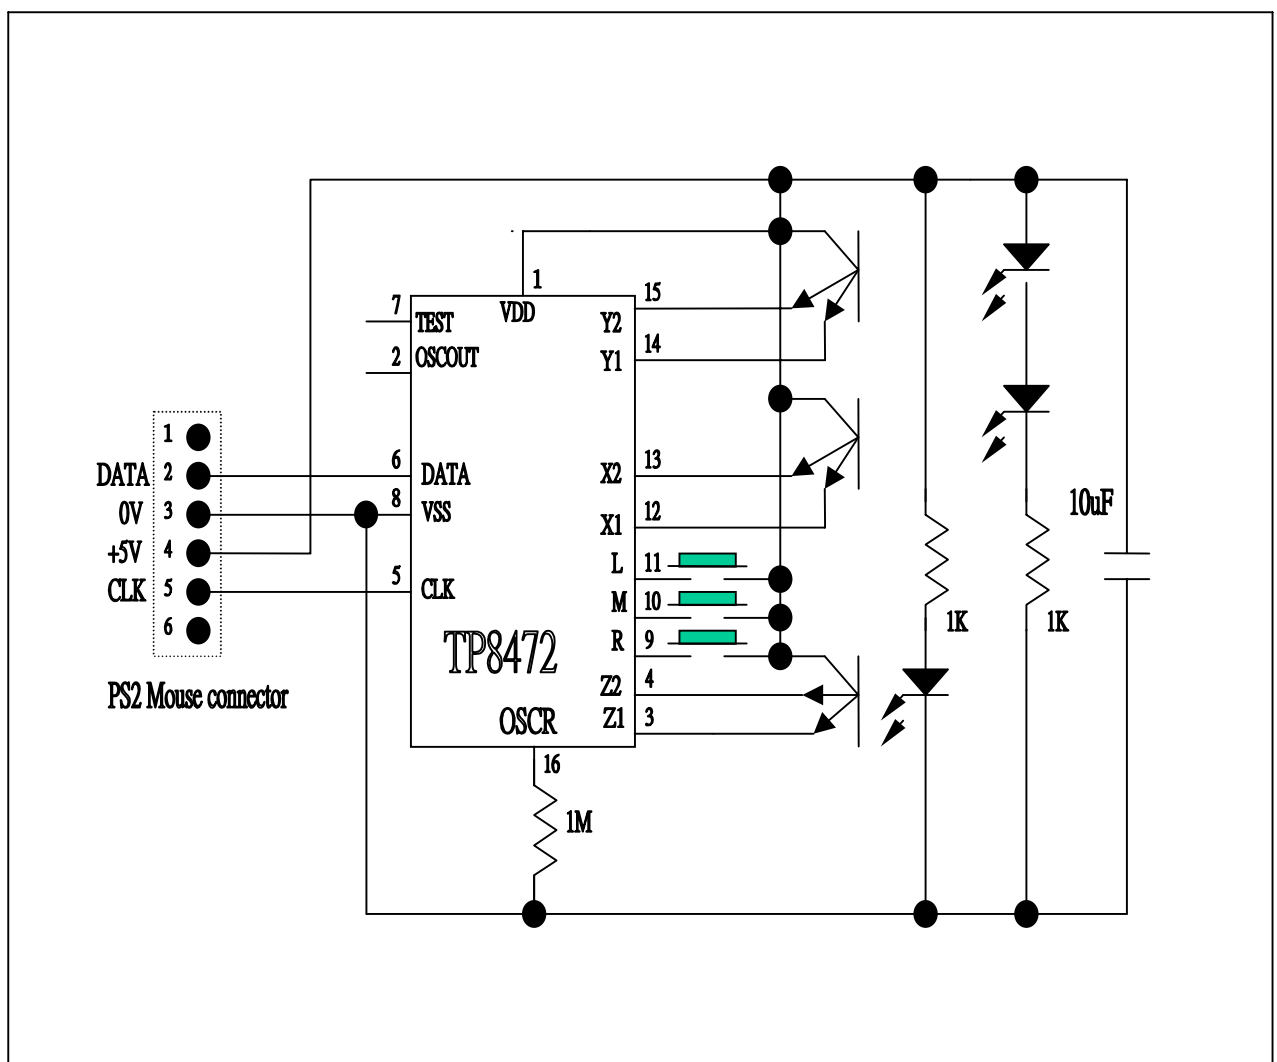 1
7
TEST
VDD
15
Y2
2
OSCOUT
14
Y1
1
DATA
2
6
DATA
X2
13
0V
3
8
VSS
X1
12
10uF
+5V
4
L
11
CLK
5
5
CLK
M
10
6
R
9
1K
1K
TP8472
Z2
4
PS2 Mouse connector
OSCR
Z1
3
16
1M